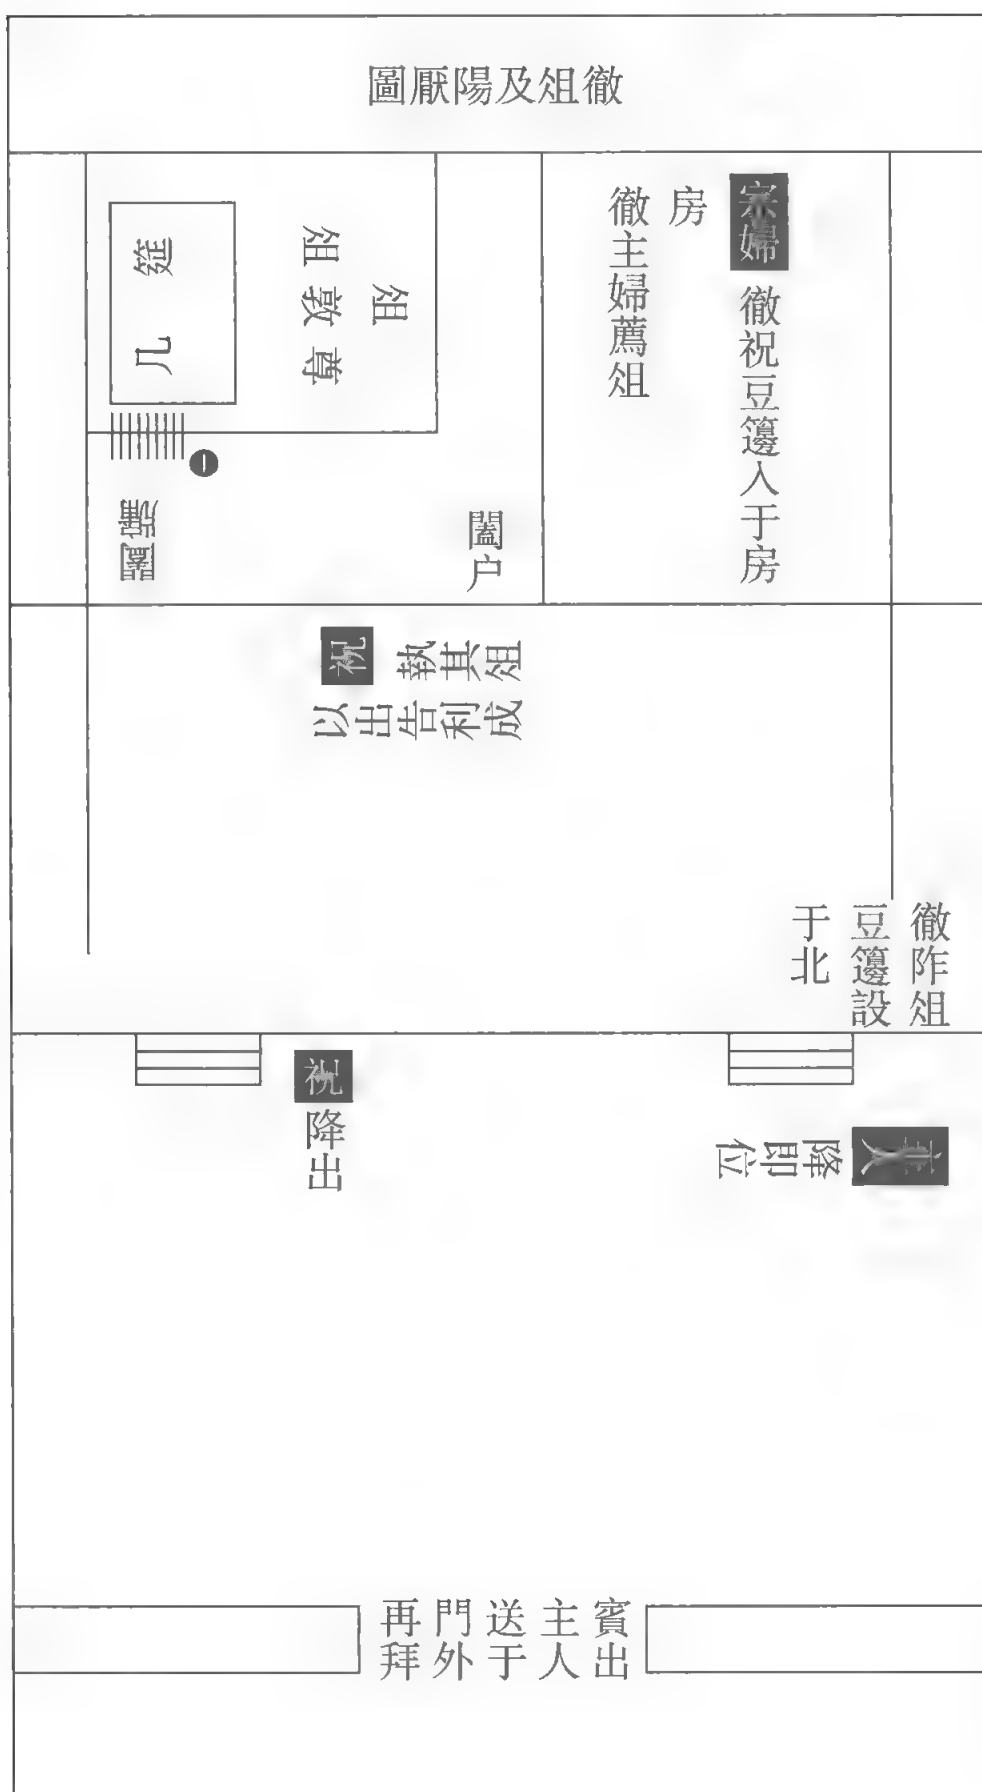 徹俎及陽厭圖
宗婦
徹祝豆籩入于房
房
徹主婦薦俎
俎
俎敦尊
筵
几
闔户
闔牖
祝
執其俎
以出告利成
徹阼俎
豆籩設
于北
祝
降出
主人
降即位
賓出
主人
送于
門外
再拜